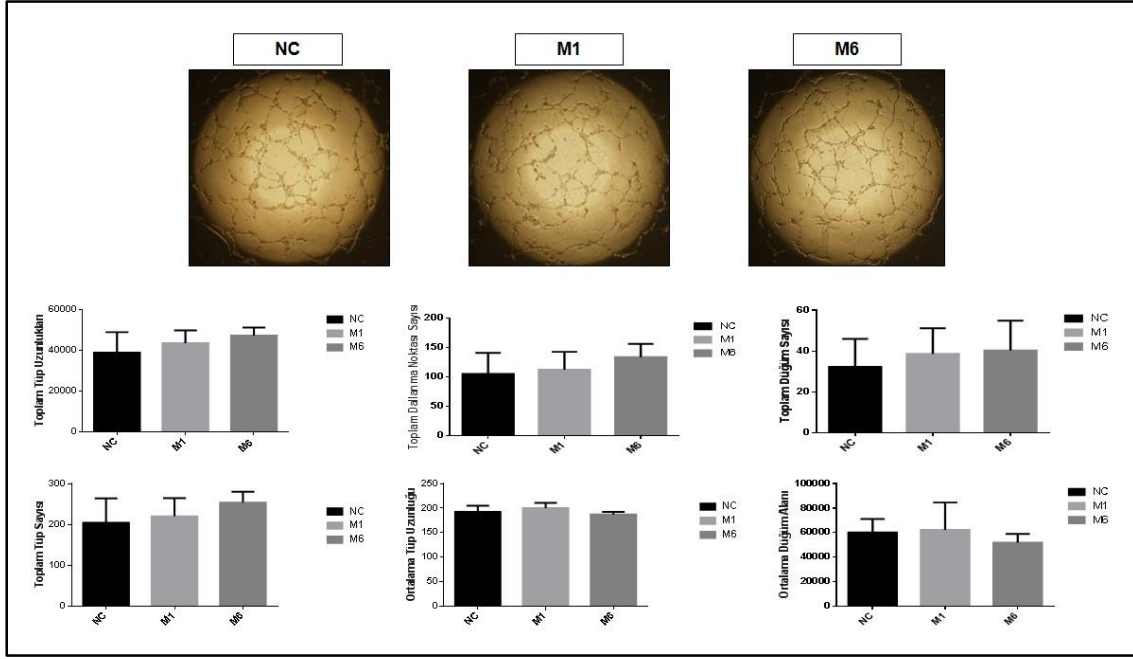 NC
M1
M6
Toplam Tüp Uzunlukları
60000
40000
20000
0
NC
M1
M6
NC
M1
M6
Toplam Dallanma Noktası Sayısı
200
150
100
50
0
NC
M1
M6
NC
M1
M6
Toplam Düğüm Sayısı
60
40
20
0
NC
M1
M6
NC
M1
M6
Toplam Tüp Sayısı
300
200
100
0
NC
M1
M6
NC
M1
M6
Ortalama Tüp Uzunluğu
250
200
150
100
50
0
NC
M1
M6
NC
M1
M6
Ortalama Düğüm Alanı
100000
80000
60000
40000
20000
0
NC
M1
M6
NC
M1
M6